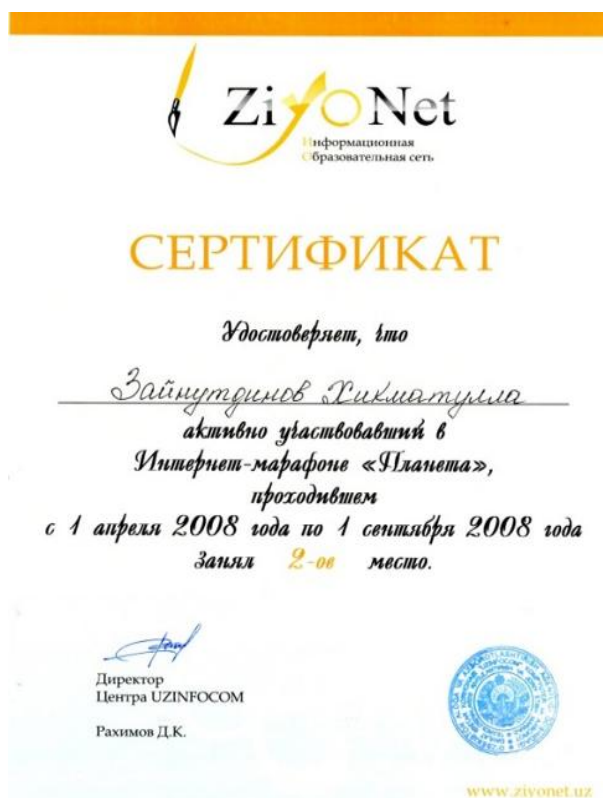 ZiyoNet
Информационная
Образовательная сеть
СЕРТИФИКАТ
Удостоверяет, что
Зайнутдинов Хикматулла
активно участвовавший в
Интернет-марафоне «Планета»,
проходившем
с 1 апреля 2008 года по 1 сентября 2008 года
занял 2-ое место.
Директор
Центра UZINFOCOM
Рахимов Д.К.
www.ziyonet.uz